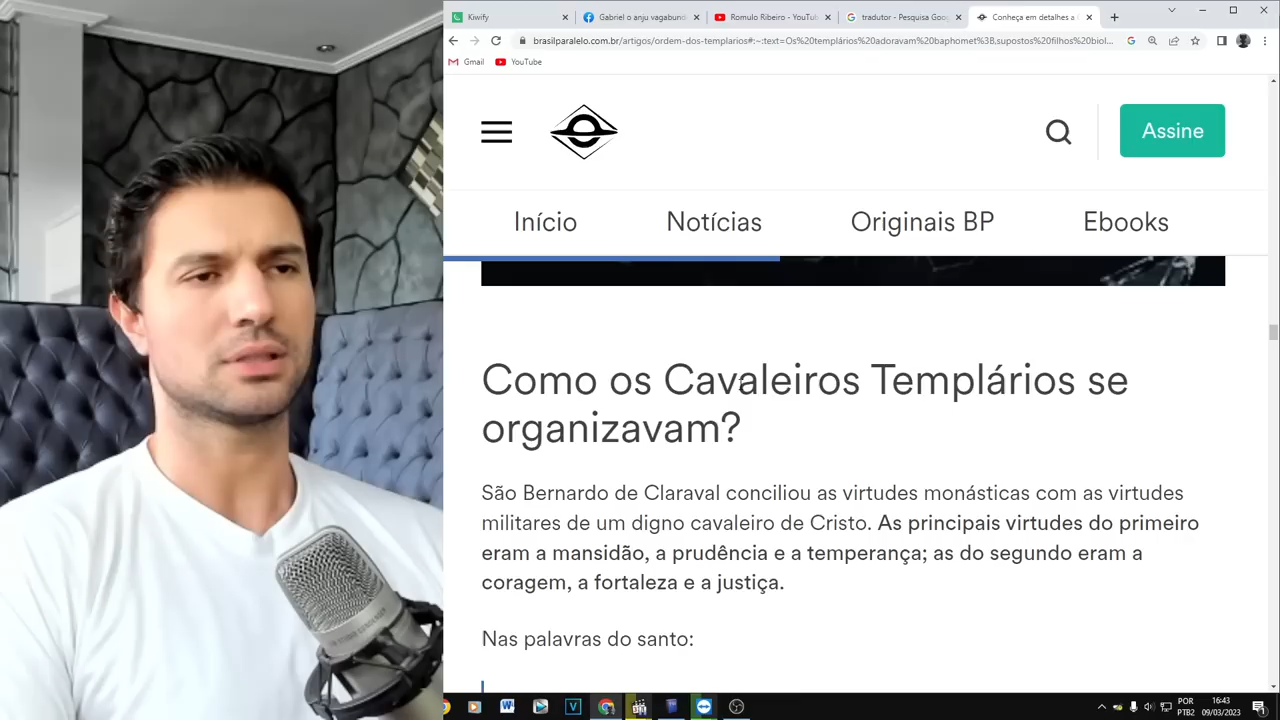 Kiwify
Gabriel o anju vagabund
Romulo Ribeiro - YouTub
tradutor - Pesquisa Goo
Conheça em detalhes a
brasilparalelo.com.br/artigos/ordem-dos-templarios#:~:text=Os%20templários%20adoravam%20baphomet%3B,supostos%20filhos%20biol...
Gmail
YouTube
Assine
Início
Notícias
Originais BP
Ebooks
Como os Cavaleiros Templários se
organizavam?
São Bernardo de Claraval conciliou as virtudes monásticas com as virtudes
militares de um digno cavaleiro de Cristo. As principais virtudes do primeiro
eram a mansidão, a prudência e a temperança; as do segundo eram a
coragem, a fortaleza e a justiça.
Nas palavras do santo:
POR
PTB2
16:43
09/03/2023